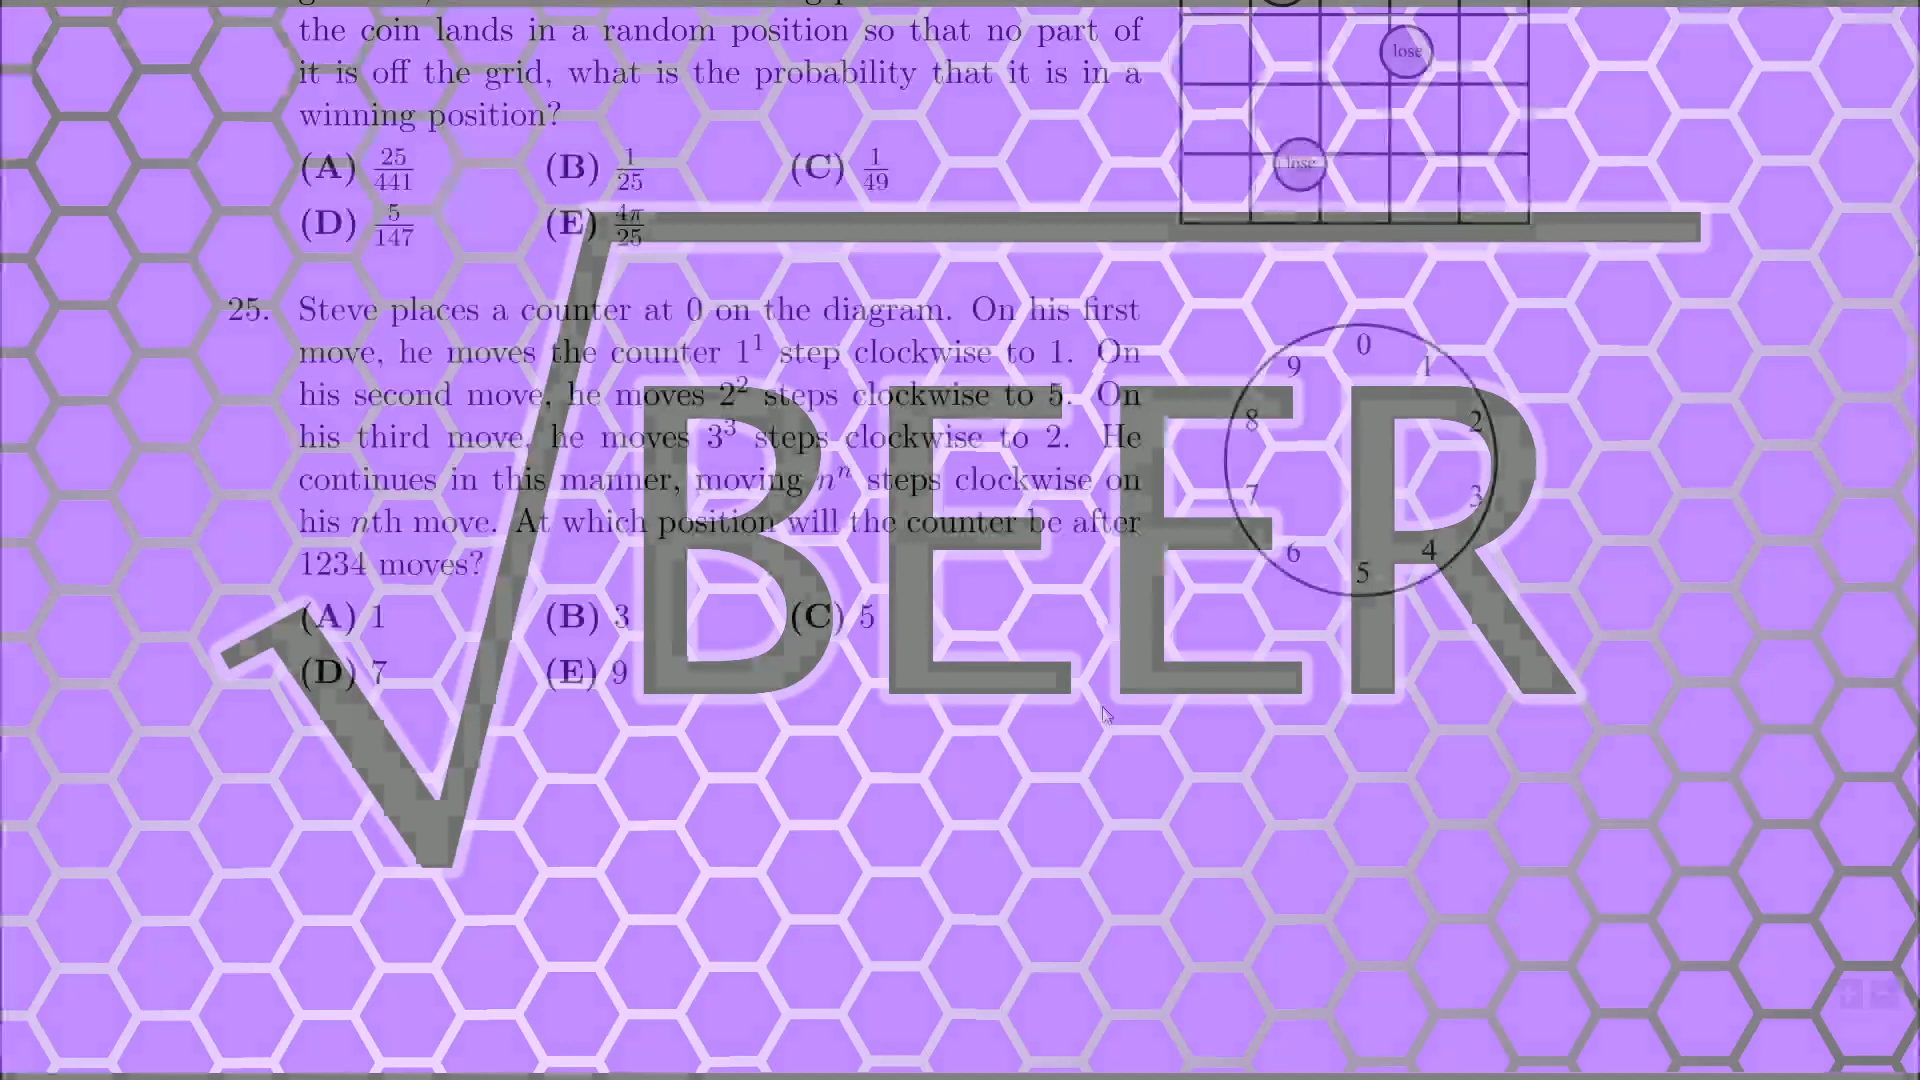 the coin lands in a random position so that no part of
it is off the grid, what is the probability that it is in a
winning position?
(A) 25/441 (B) 1/25 (C) 1/49
(D) 5/147 (E) 4π/25
lose
lose
25. Steve places a counter at 0 on the diagram. On his first
move, he moves the counter 1^1 step clockwise to 1. On
his second move, he moves 2^2 steps clockwise to 5. On
his third move, he moves 3^3 steps clockwise to 2. He
continues in this manner, moving n^n steps clockwise on
his nth move. At which position will the counter be after
1234 moves?
(A) 1 (B) 3 (C) 5
(D) 7 (E) 9
0
1
2
3
4
5
6
7
8
9
√BEER